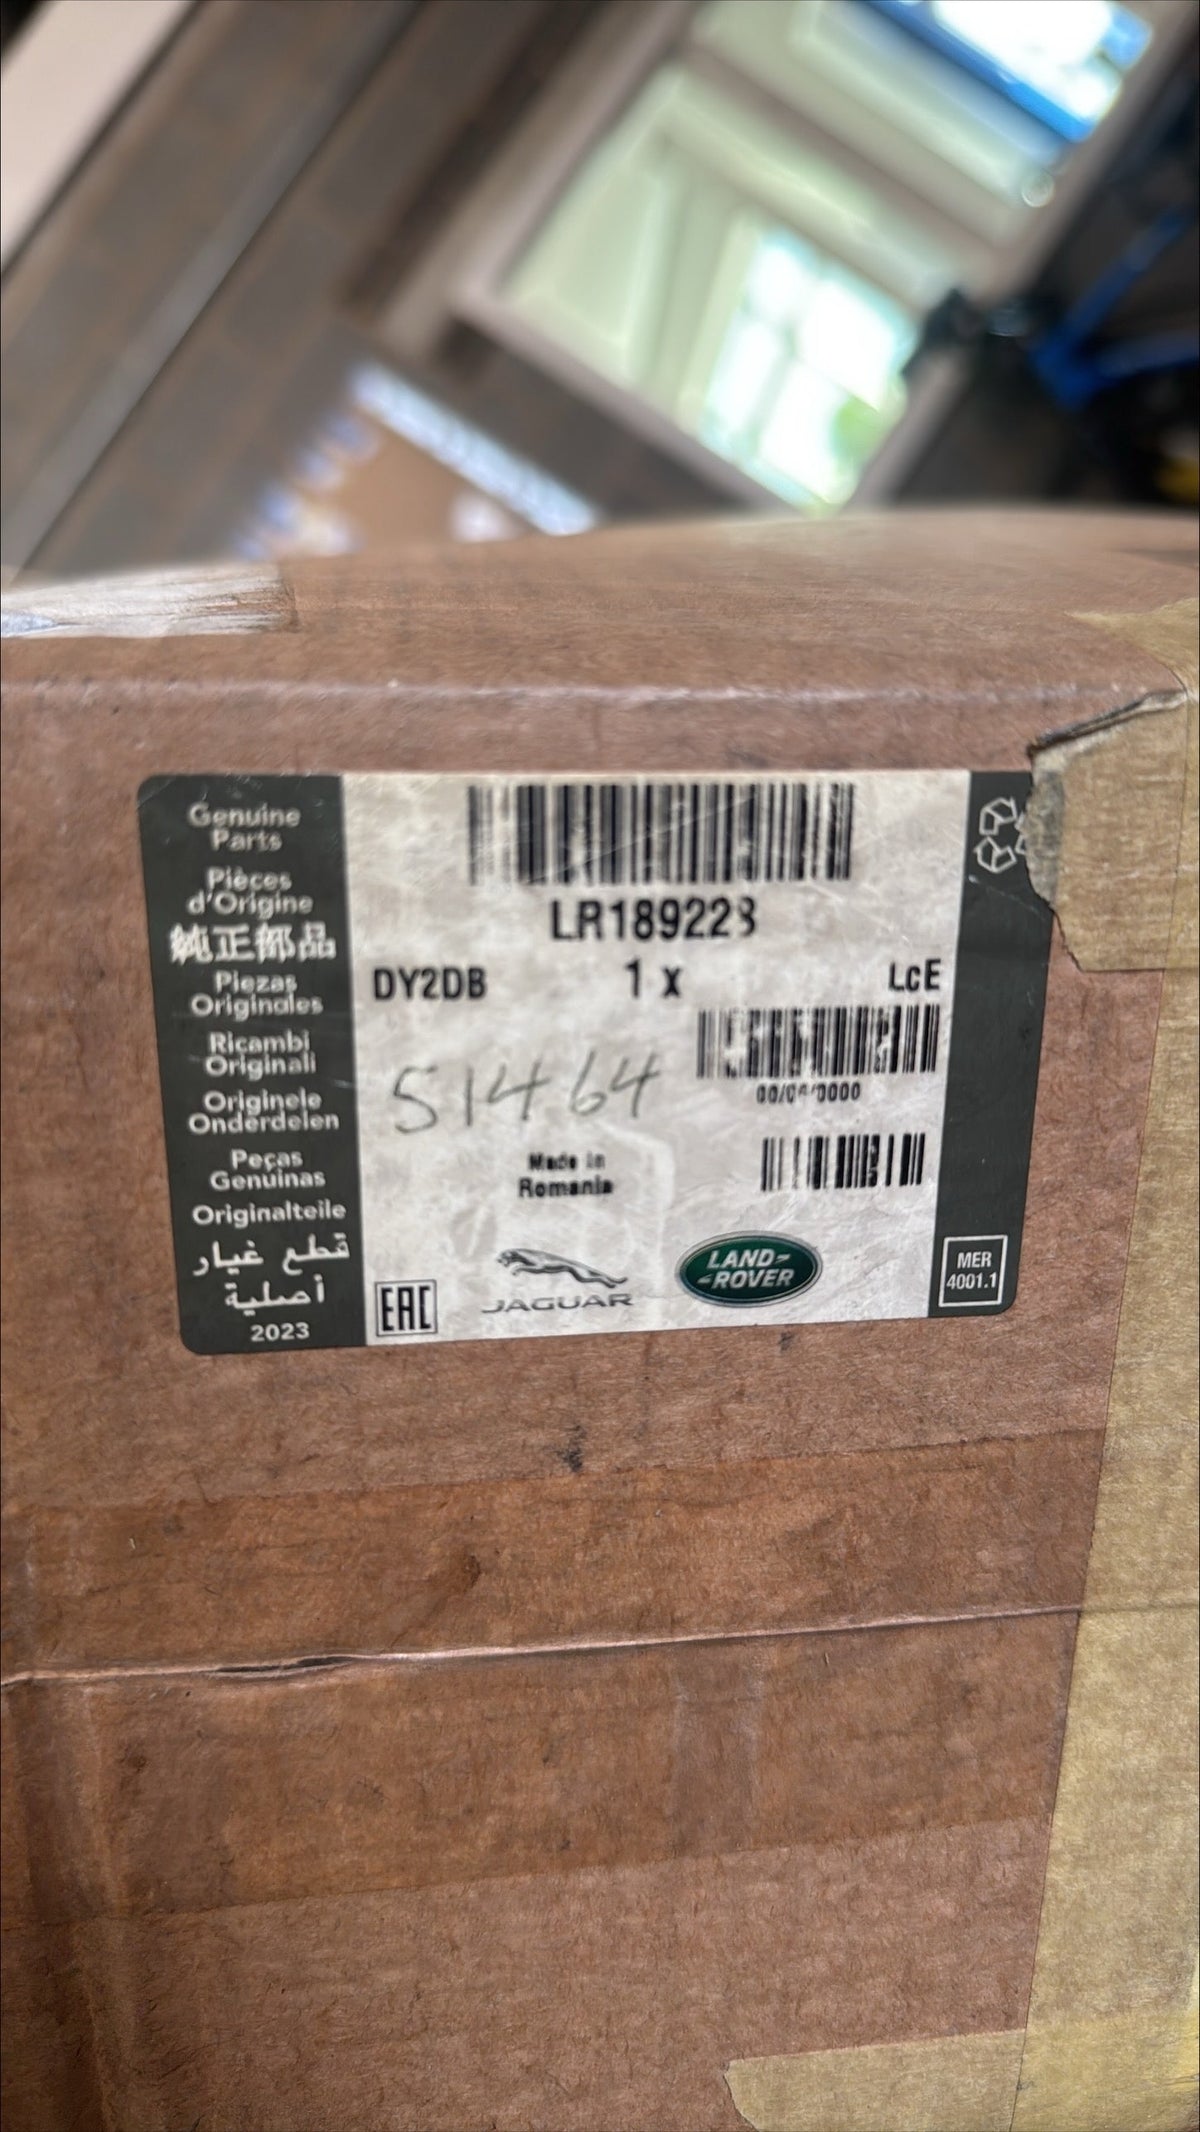 Genuine
Parts
Pièces
d'Origine
純正部品
Piezas
Originales
Ricambi
Originali
Originele
Onderdelen
Peças
Genuinas
Originalteile
قطع غيار
أصلية
2023
LR189228
DY2DB 1 x LcE
51464
Made in
Romania
EAC
JAGUAR
LAND-
-ROVER
MER
4001.1